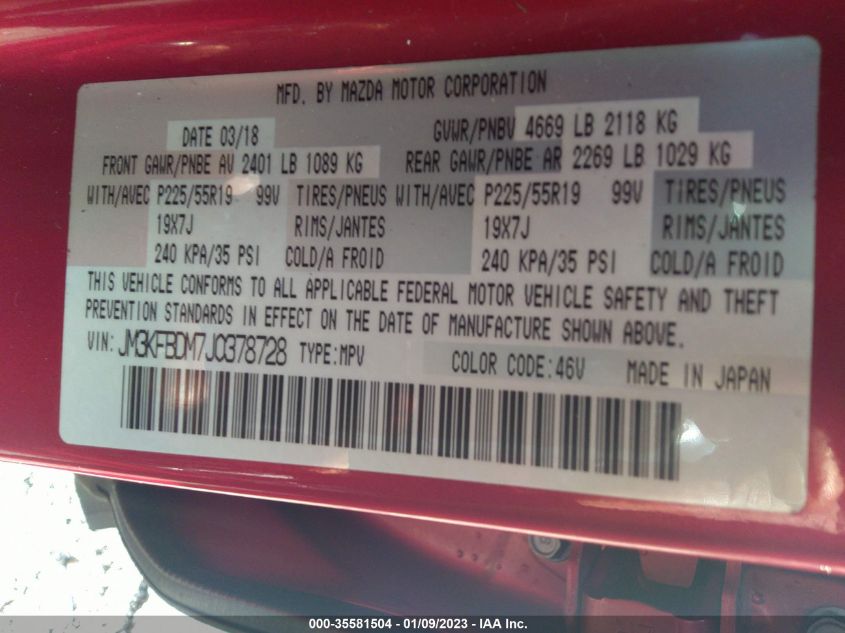 MFD. BY MAZDA MOTOR CORPORATION
DATE 03/18 GVWR/PNBV 4669 LB 2118 KG
FRONT GAWR/PNBE AV 2401 LB 1089 KG REAR GAWR/PNBE AR 2269 LB 1029 KG
WITH/AVEC P225/55R19 99V TIRES/PNEUS WITH/AVEC P225/55R19 99V TIRES/PNEUS
19X7J RIMS/JANTES 19X7J RIMS/JANTES
240 KPA/35 PSI COLD/A FROID 240 KPA/35 PSI COLD/A FROID
THIS VEHICLE CONFORMS TO ALL APPLICABLE FEDERAL MOTOR VEHICLE SAFETY AND THEFT
PREVENTION STANDARDS IN EFFECT ON THE DATE OF MANUFACTURE SHOWN ABOVE.
VIN: JM3KFBDM7J0378728 TYPE:MPV COLOR CODE:46V MADE IN JAPAN
000-35581504 - 01/09/2023 - IAA Inc.